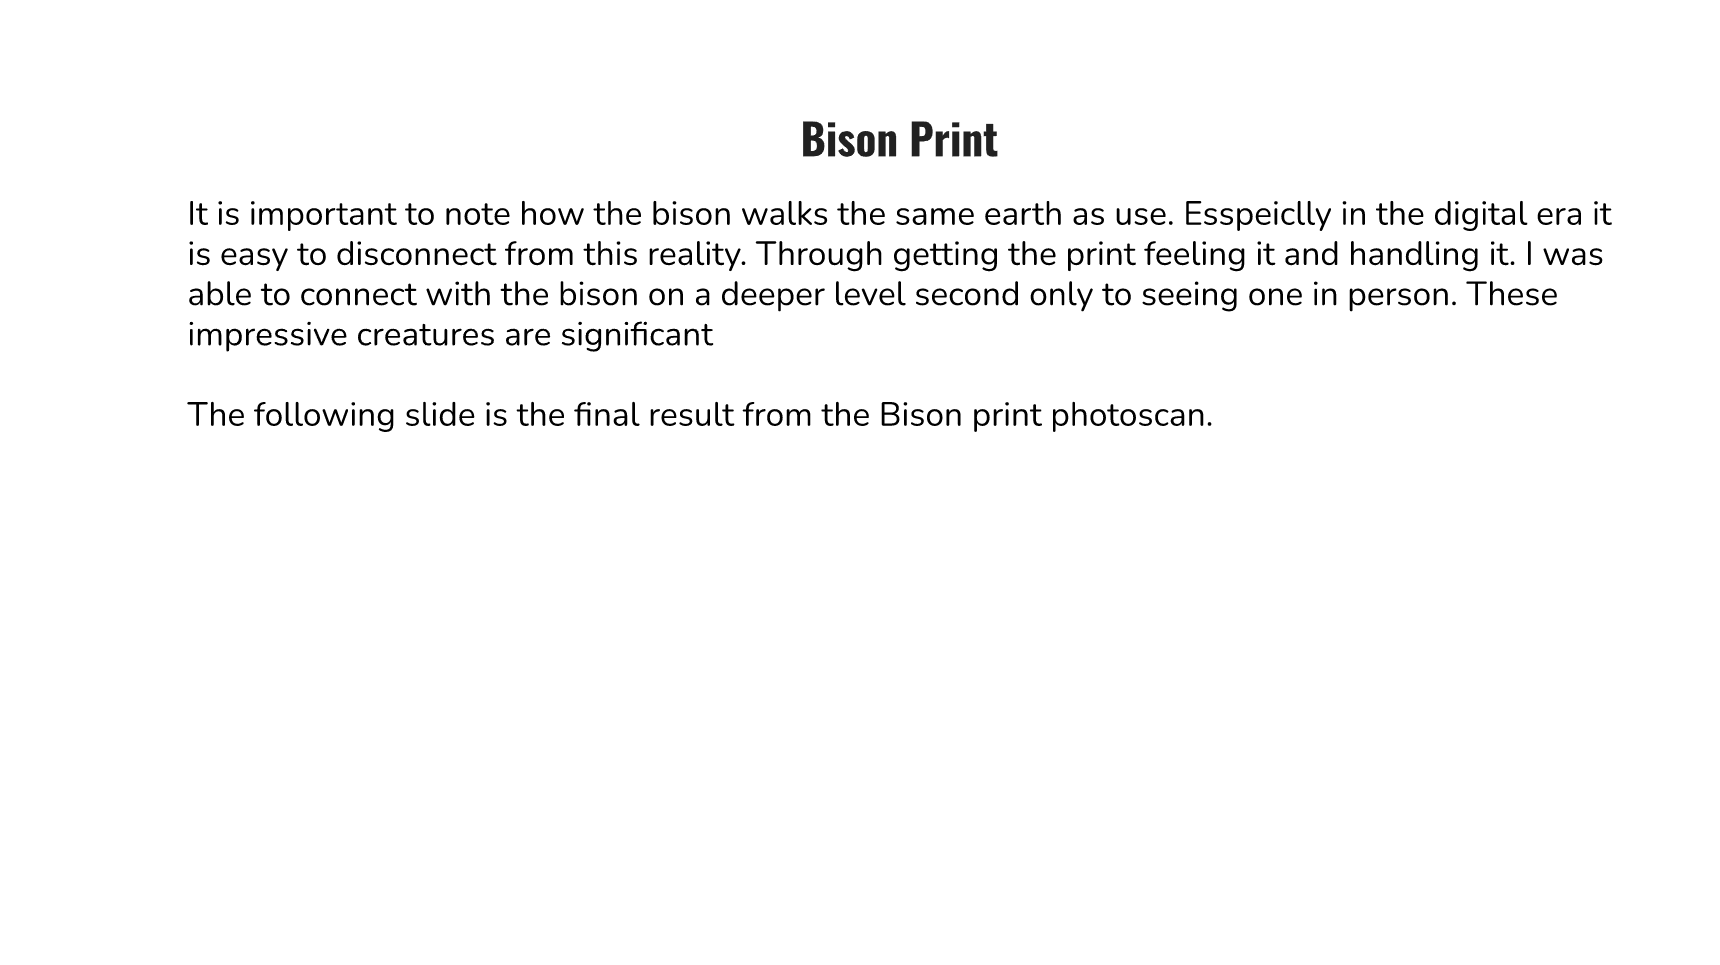 Bison Print
It is important to note how the bison walks the same earth as use. Esspeiclly in the digital era it
is easy to disconnect from this reality. Through getting the print feeling it and handling it. I was
able to connect with the bison on a deeper level second only to seeing one in person. These
impressive creatures are significant
The following slide is the final result from the Bison print photoscan.